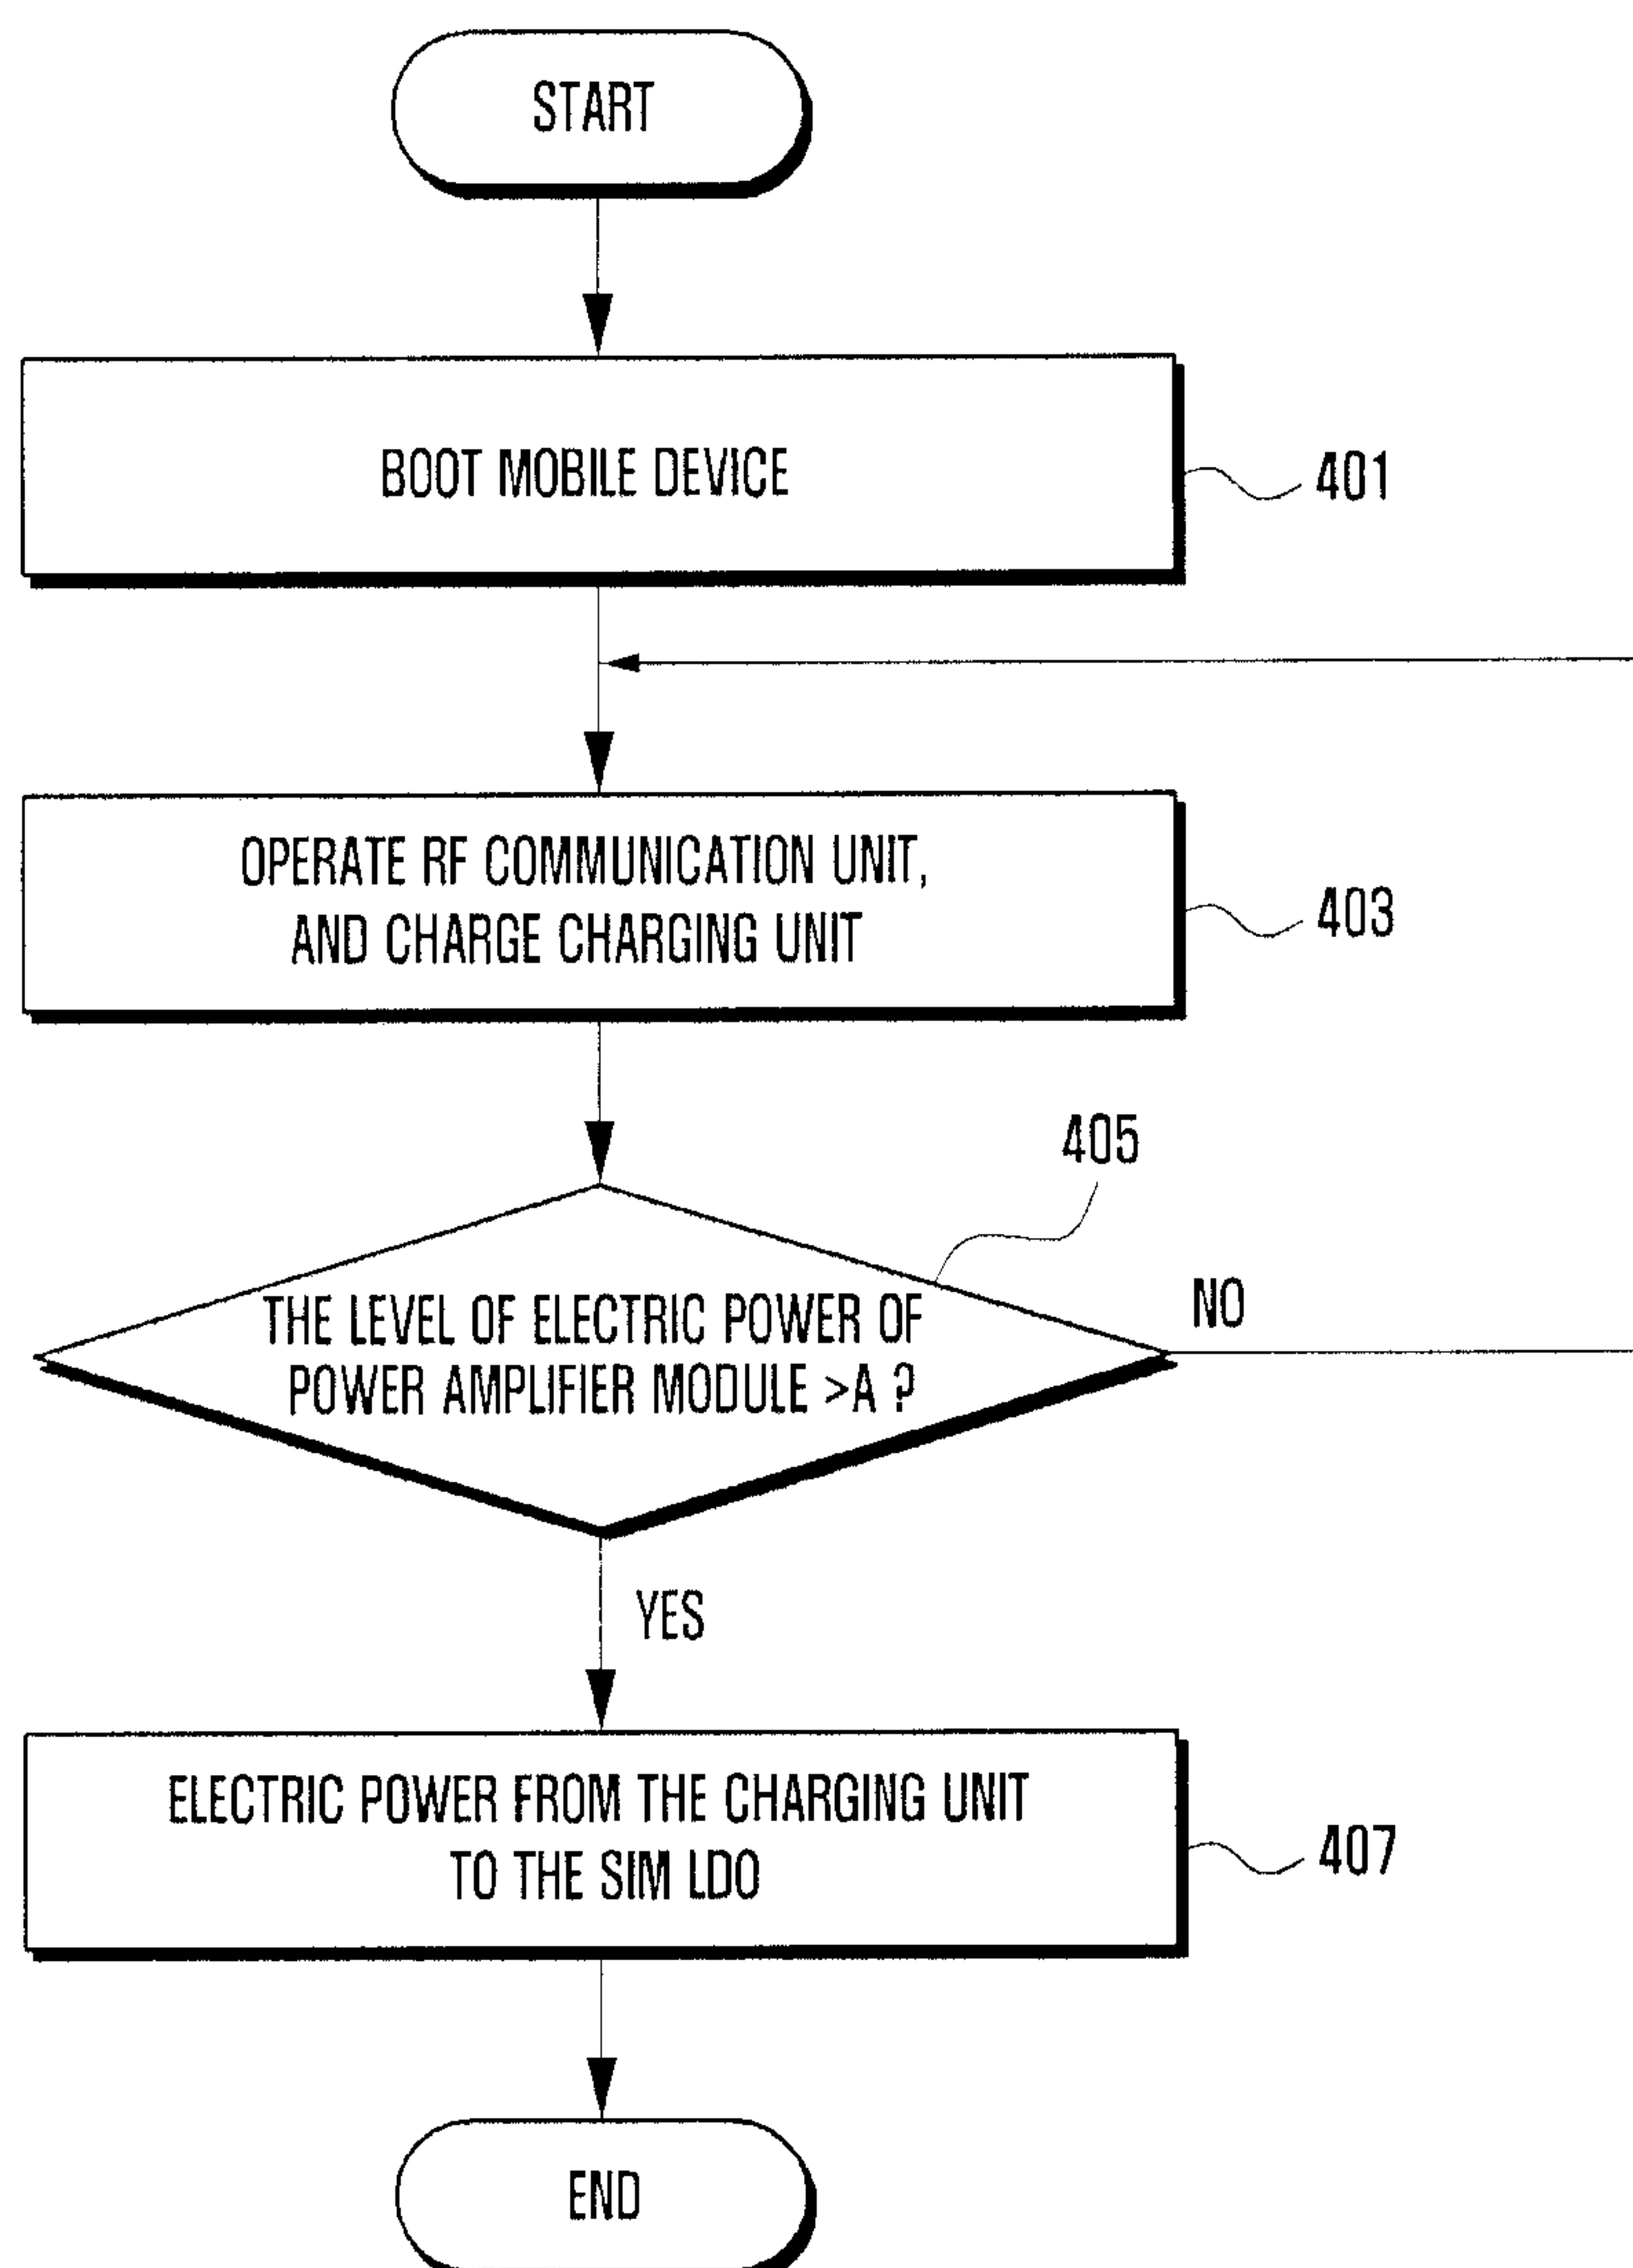 START
BOOT MOBILE DEVICE
401
OPERATE RF COMMUNICATION UNIT,
AND CHARGE CHARGING UNIT
403
405
THE LEVEL OF ELECTRIC POWER OF
POWER AMPLIFIER MODULE >A ?
NO
YES
ELECTRIC POWER FROM THE CHARGING UNIT
TO THE SIM LDO
407
END